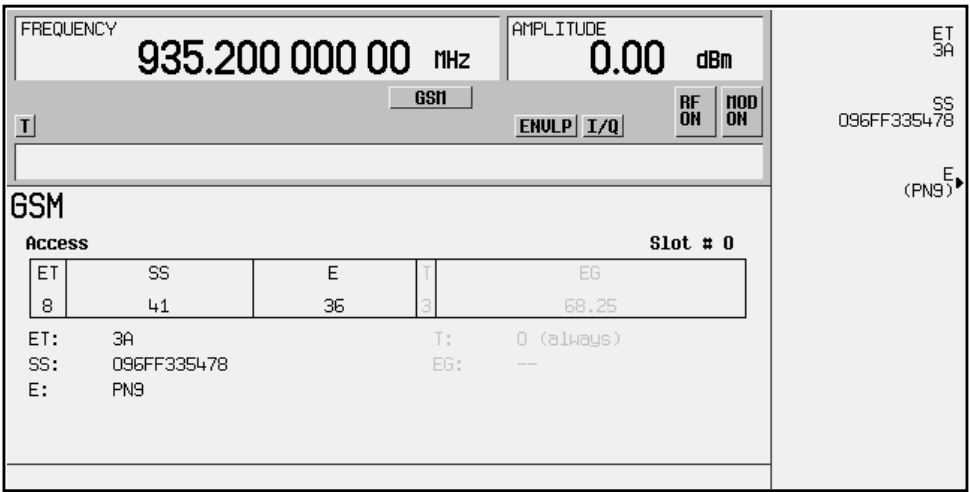 FREQUENCY
935.200 000 00 MHz
AMPLITUDE
0.00 dBm
GSM
T
ENVLP I/Q
RF ON
MOD ON
GSM
Access Slot # 0
ET SS E T EG
8 41 36 3 68.25
ET: 3A T: 0 (always)
SS: 096FF335478 EG: --
E: PN9
ET
3A
SS
096FF335478
E
(PN9)